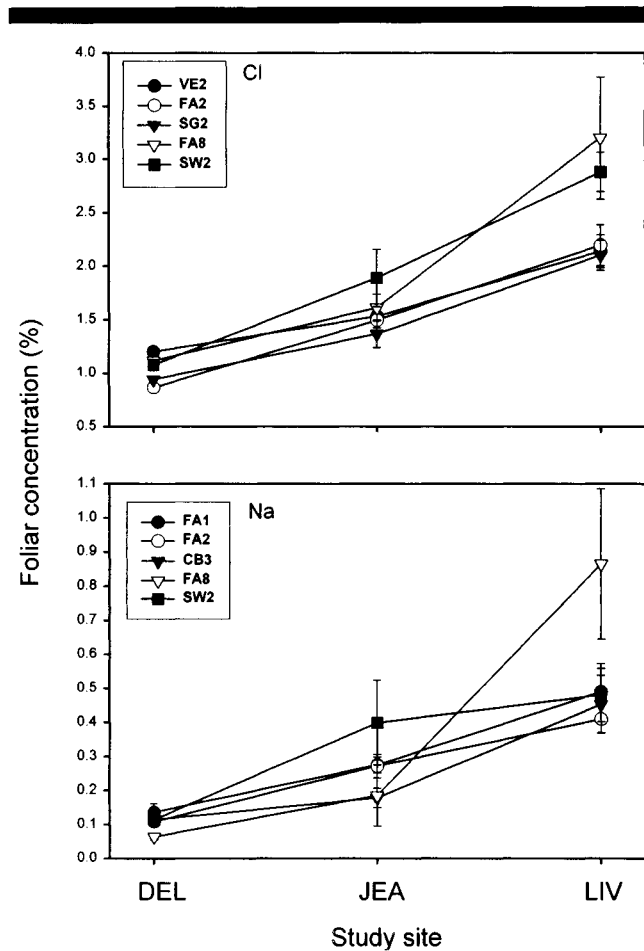 Cl
VE2
FA2
SG2
FA8
SW2
4.0
3.5
3.0
2.5
2.0
1.5
1.0
0.5
Foliar concentration (%)
Na
FA1
FA2
CB3
FA8
SW2
1.1
1.0
0.9
0.8
0.7
0.6
0.5
0.4
0.3
0.2
0.1
0.0
DEL JEA LIV
Study site